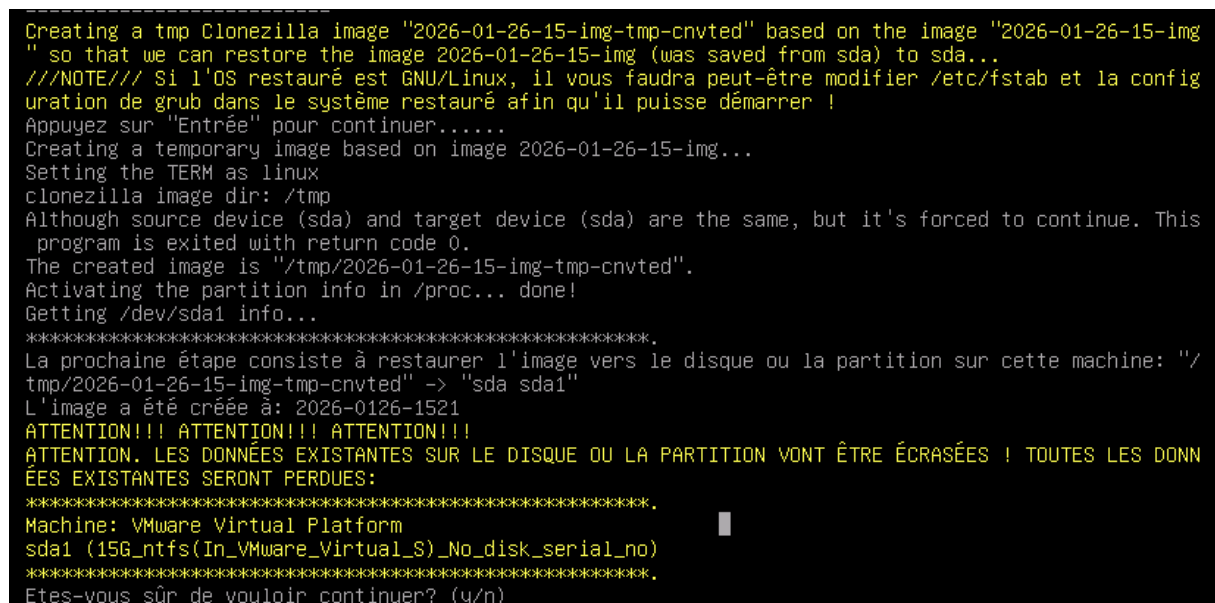 ----------------------------
Creating a tmp Clonezilla image "2026-01-26-15-img-tmp-cnvted" based on the image "2026-01-26-15-img
" so that we can restore the image 2026-01-26-15-img (was saved from sda) to sda...
///NOTE/// Si l'OS restauré est GNU/Linux, il vous faudra peut-être modifier /etc/fstab et la config
uration de grub dans le système restauré afin qu'il puisse démarrer !
Appuyez sur "Entrée" pour continuer......
Creating a temporary image based on image 2026-01-26-15-img...
Setting the TERM as linux
clonezilla image dir: /tmp
Although source device (sda) and target device (sda) are the same, but it's forced to continue. This
 program is exited with return code 0.
The created image is "/tmp/2026-01-26-15-img-tmp-cnvted".
Activating the partition info in /proc... done!
Getting /dev/sda1 info...
*****************************************************.
La prochaine étape consiste à restaurer l'image vers le disque ou la partition sur cette machine: "/
tmp/2026-01-26-15-img-tmp-cnvted" -> "sda sda1"
L'image a été créée à: 2026-0126-1521
ATTENTION!!! ATTENTION!!! ATTENTION!!!
ATTENTION. LES DONNÉES EXISTANTES SUR LE DISQUE OU LA PARTITION VONT ÊTRE ÉCRASÉES ! TOUTES LES DONN
ÉES EXISTANTES SERONT PERDUES:
*****************************************************.
Machine: VMware Virtual Platform
sda1 (15G_ntfs(In_VMware_Virtual_S)_No_disk_serial_no)
*****************************************************.
Etes-vous sûr de vouloir continuer? (y/n)